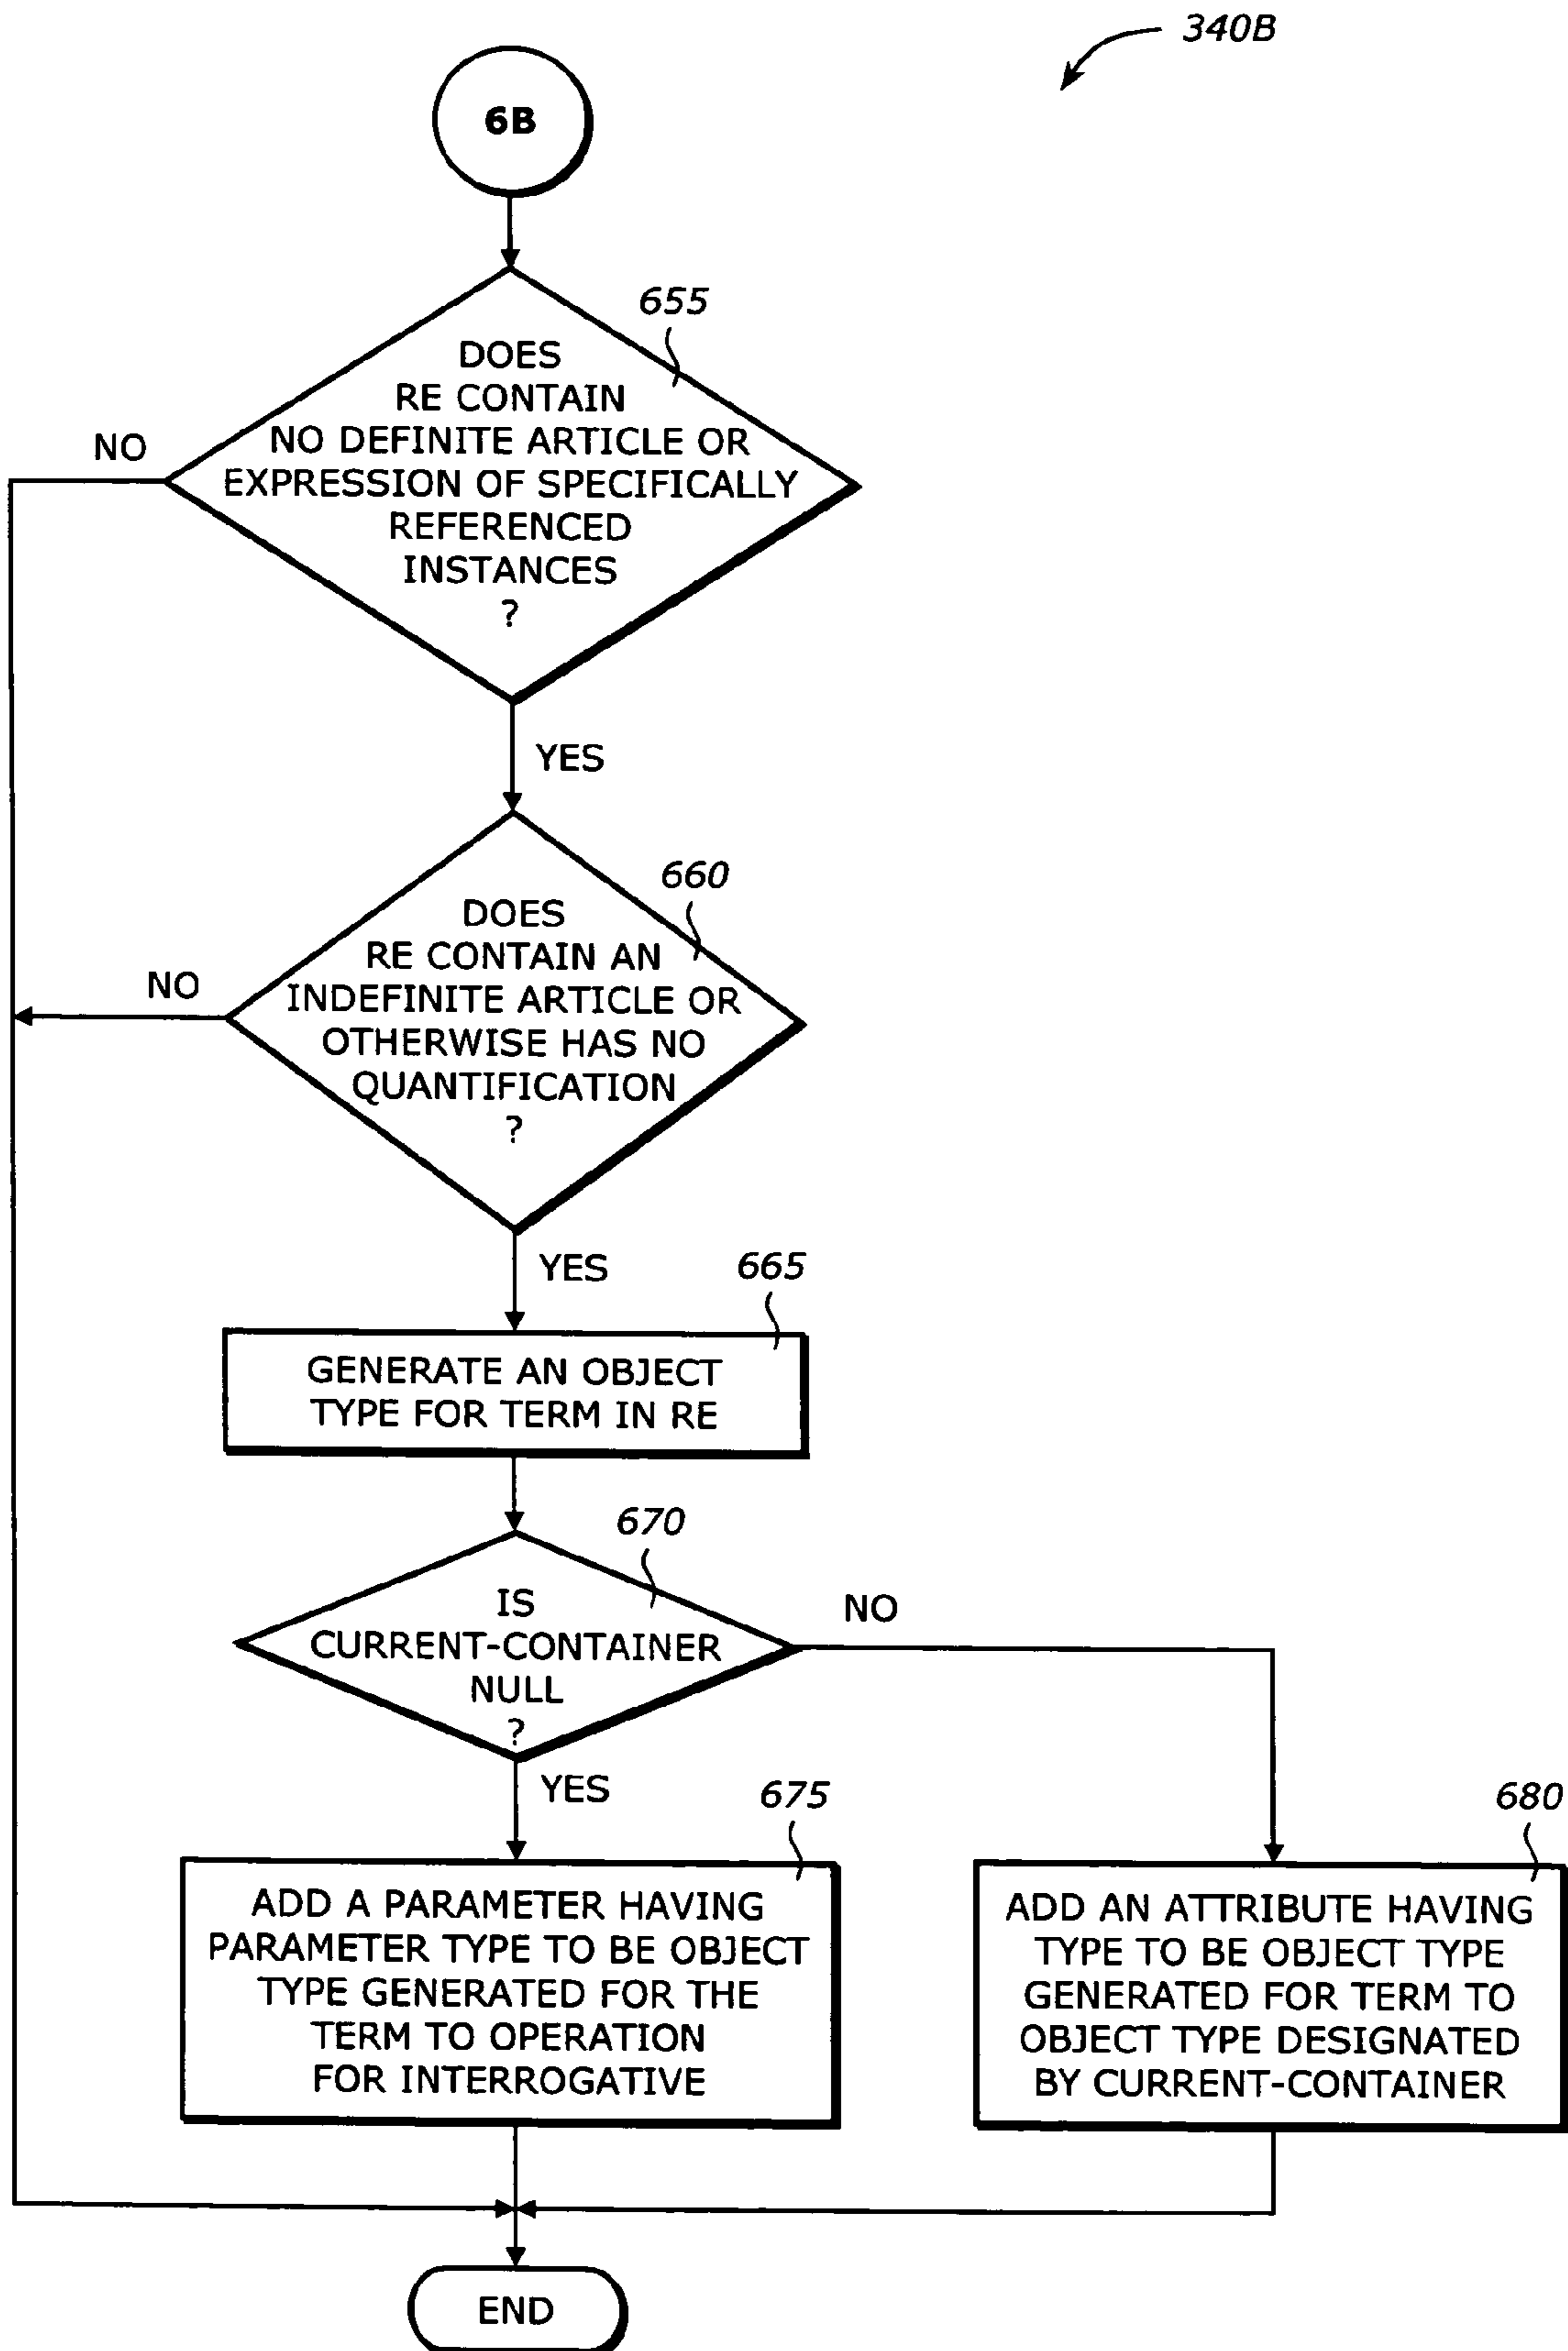 340B
6B
655
DOES
RE CONTAIN
NO DEFINITE ARTICLE OR
EXPRESSION OF SPECIFICALLY
REFERENCED
INSTANCES
?
NO
YES
660
DOES
RE CONTAIN AN
INDEFINITE ARTICLE OR
OTHERWISE HAS NO
QUANTIFICATION
?
NO
YES
665
GENERATE AN OBJECT
TYPE FOR TERM IN RE
670
IS
CURRENT-CONTAINER
NULL
?
NO
YES
675
ADD A PARAMETER HAVING
PARAMETER TYPE TO BE OBJECT
TYPE GENERATED FOR THE
TERM TO OPERATION
FOR INTERROGATIVE
680
ADD AN ATTRIBUTE HAVING
TYPE TO BE OBJECT TYPE
GENERATED FOR TERM TO
OBJECT TYPE DESIGNATED
BY CURRENT-CONTAINER
END